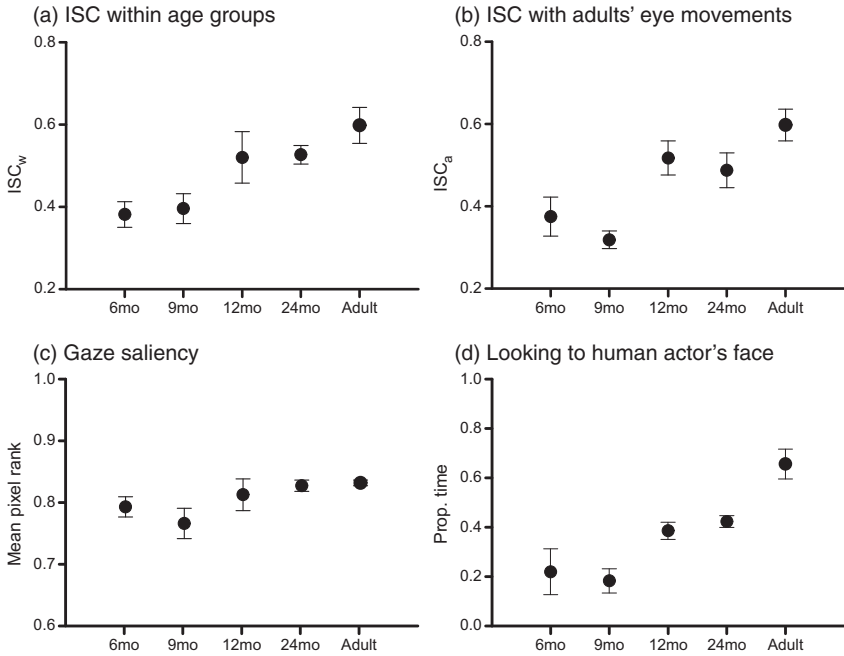 (a) ISC within age groups
0.8
0.6
0.4
0.2
ISCw
6mo 9mo 12mo 24mo Adult
(b) ISC with adults’ eye movements
0.8
0.6
0.4
0.2
ISCa
6mo 9mo 12mo 24mo Adult
(c) Gaze saliency
1.0
0.9
0.8
0.7
0.6
Mean pixel rank
6mo 9mo 12mo 24mo Adult
(d) Looking to human actor’s face
1.0
0.8
0.6
0.4
0.2
0.0
Prop. time
6mo 9mo 12mo 24mo Adult